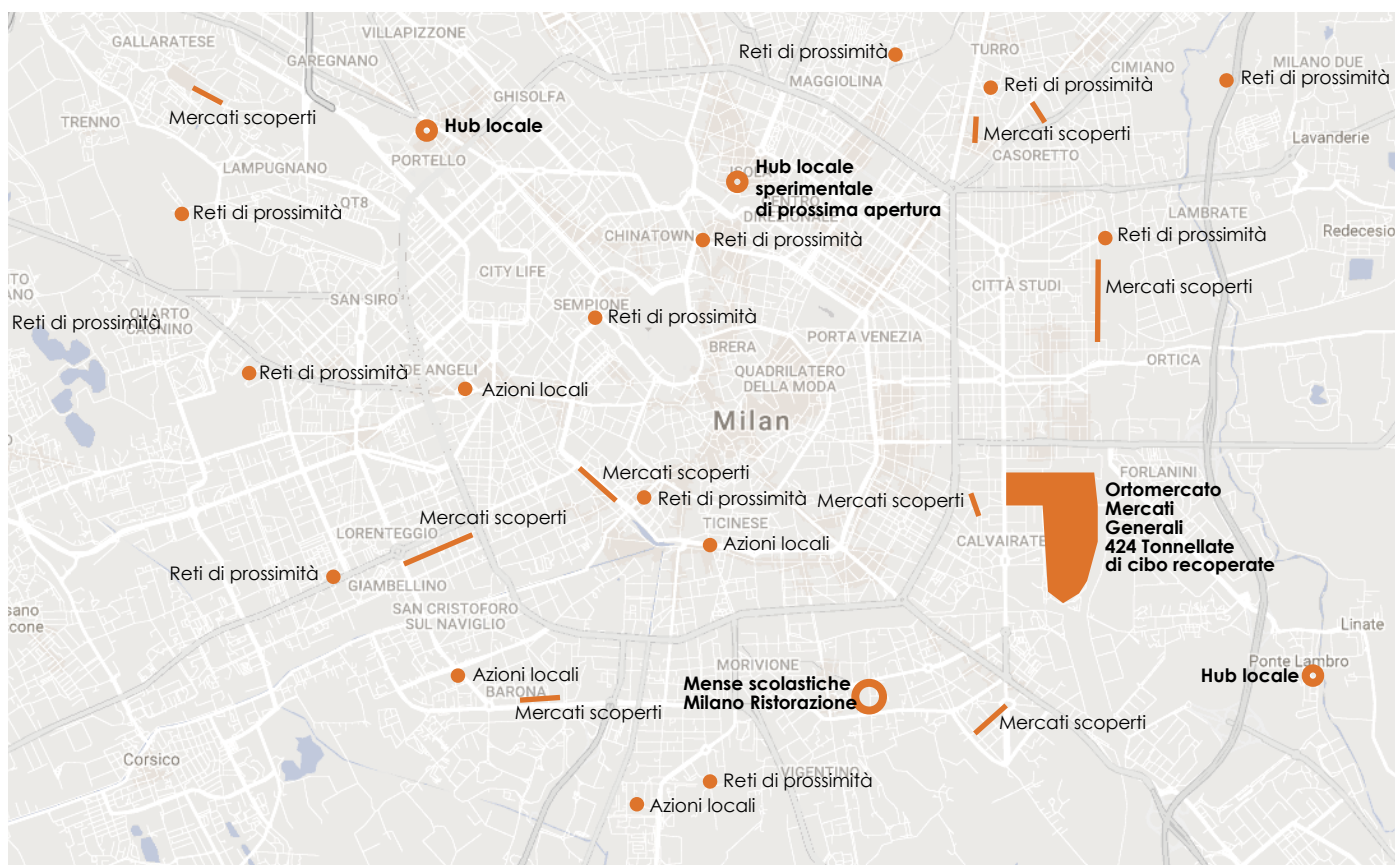 GALLARATESE
VILLAPIZZONE
GAREGNANO
Reti di prossimità
TURRO
CIMIANO
MILANO DUE
MAGGIOLINA
Reti di prossimità
Reti di prossimità
GHISOLFA
Mercati scoperti
TRENNO
Hub locale
Mercati scoperti
Lavanderie
PORTELLO
CASORETTO
LAMPUGNANO
Hub locale
sperimentale
di prossima apertura
ISOLA
CENTRO
DIREZIONALE
QT8
Reti di prossimità
LAMBRATE
Redecesio
CHINATOWN
Reti di prossimità
Reti di prossimità
CITY LIFE
CITTÀ STUDI
Mercati scoperti
SAN SIRO
SEMPIONE
QUARTO
CAGNINO
Reti di prossimità
Reti di prossimità
PORTA VENEZIA
BRERA
ORTICA
DE ANGELI
Reti di prossimità
QUADRILATERO
DELLA MODA
Azioni locali
Milan
Mercati scoperti
FORLANINI
Reti di prossimità
Mercati scoperti
Ortomercato
Mercati
Generali
424 Tonnellate
di cibo recoperate
TICINESE
Mercati scoperti
LORENTEGGIO
CALVAIRATE
Azioni locali
Reti di prossimità
GIAMBELLINO
SAN CRISTOFORO
SUL NAVIGLIO
Linate
MORIVIONE
Ponte Lambro
Azioni locali
Hub locale
BARONA
Mense scolastiche
Milano Ristorazione
Mercati scoperti
Mercati scoperti
Corsico
VIGENTINO
Reti di prossimità
Azioni locali